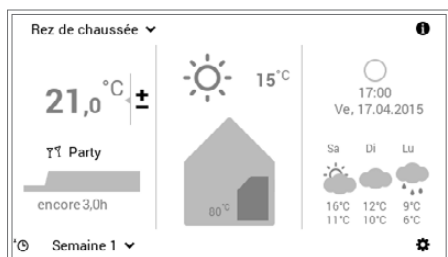 Rez de chaussée
21,0 °C ±
Party
encore 3,0h
Semaine 1
15°C
80°C
17:00
Ve, 17.04.2015
Sa Di Lu
16°C 12°C 9°C
11°C 10°C 6°C